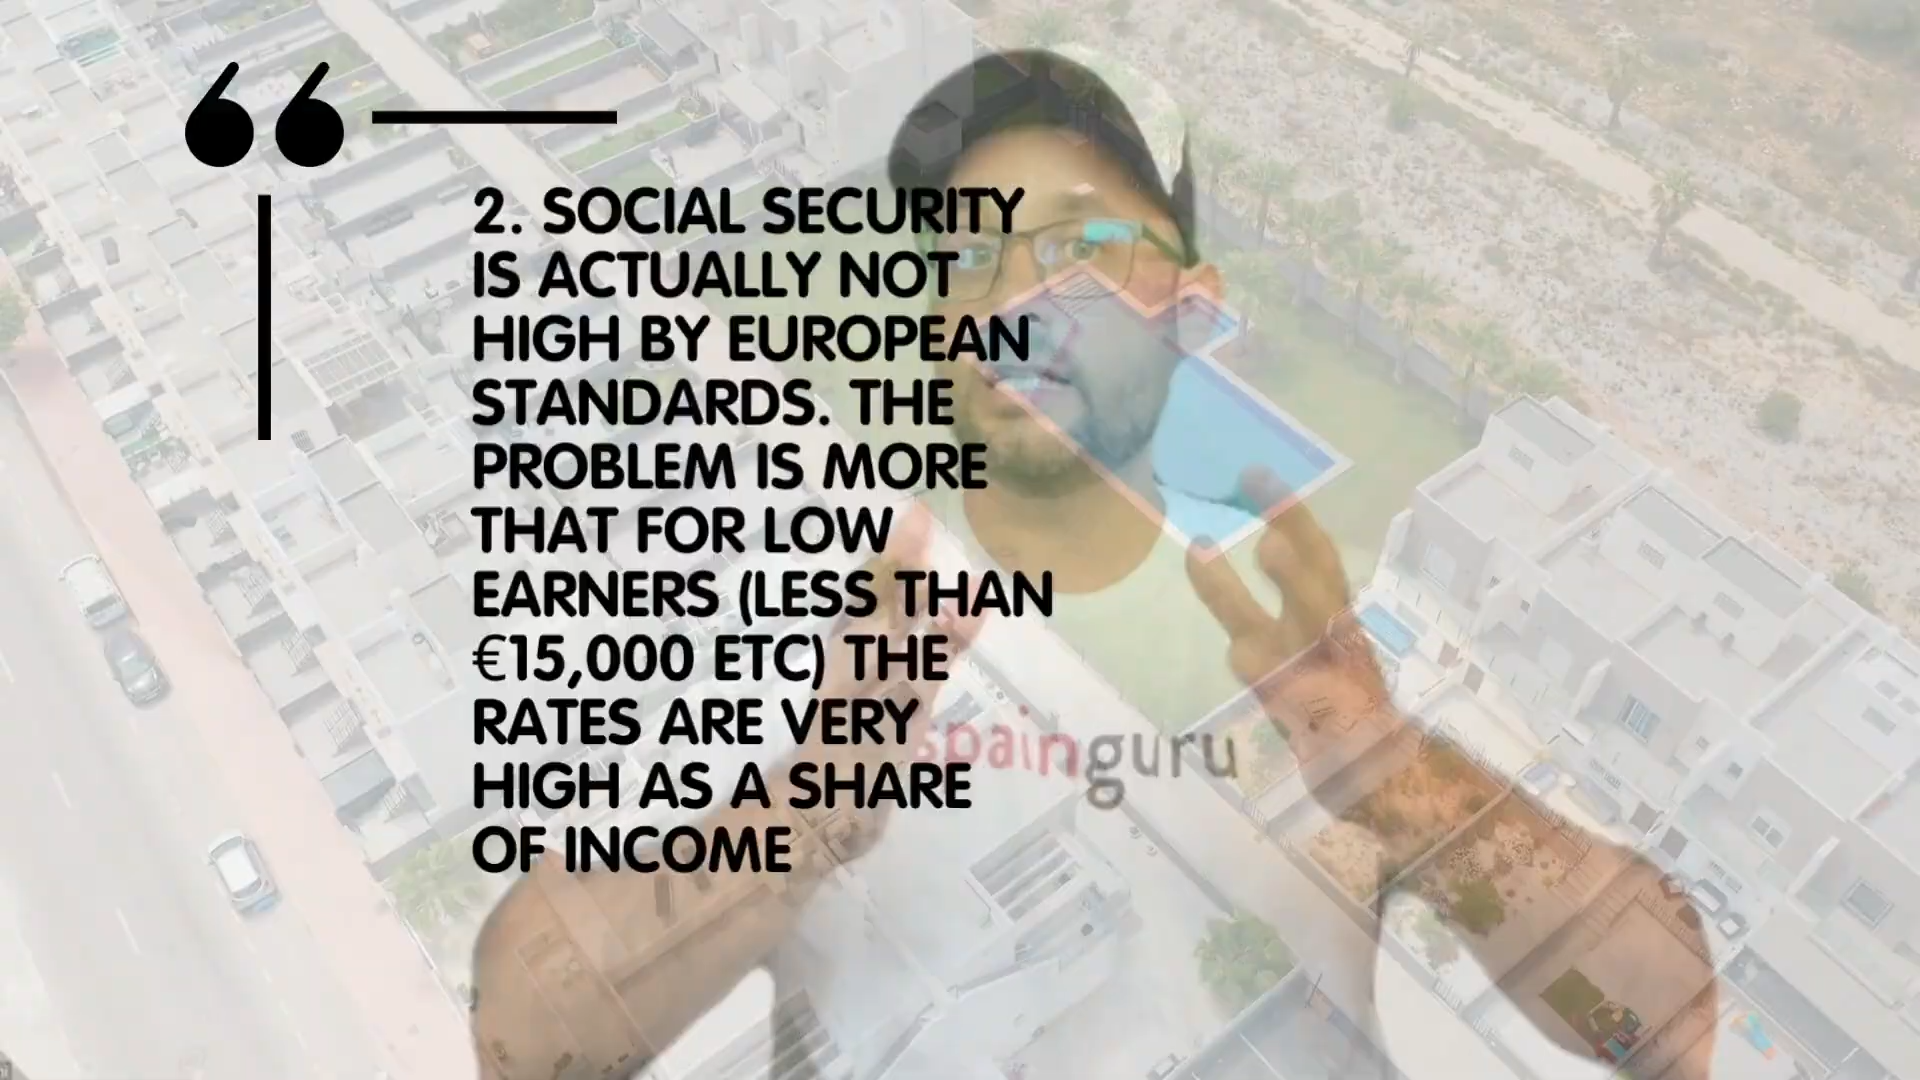 2. SOCIAL SECURITY
IS ACTUALLY NOT
HIGH BY EUROPEAN
STANDARDS. THE
PROBLEM IS MORE
THAT FOR LOW
EARNERS (LESS THAN
€15,000 ETC) THE
RATES ARE VERY
HIGH AS A SHARE
OF INCOME
spainguru